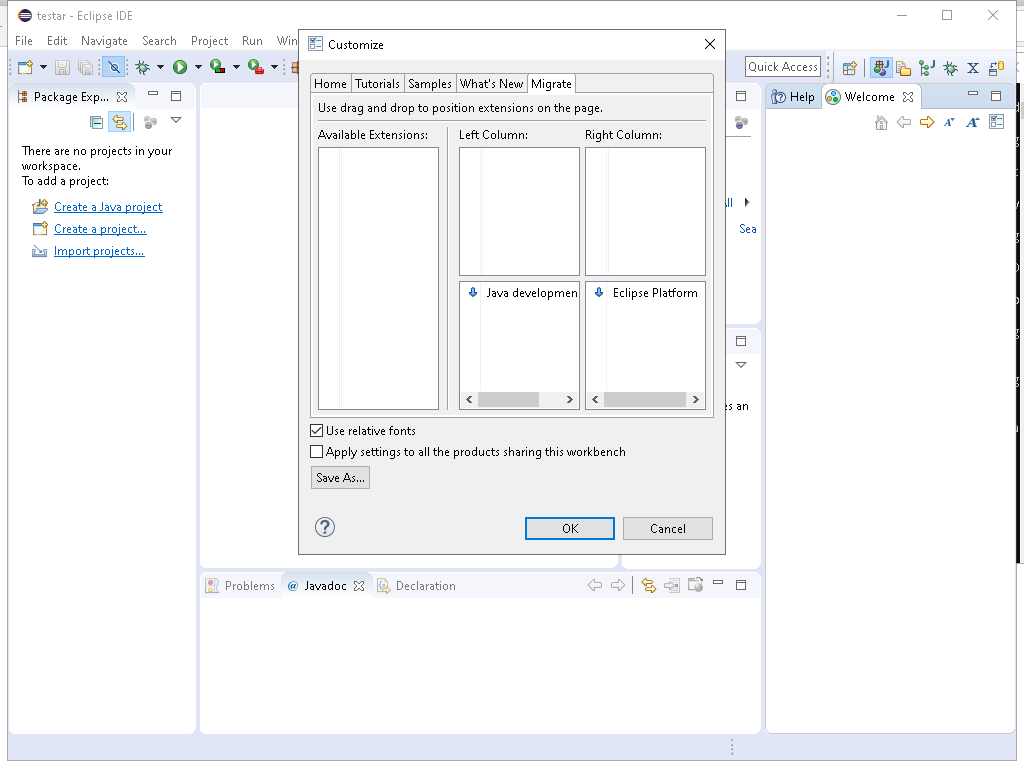 testar - Eclipse IDE
File Edit Navigate Search Project Run Win
Quick Access
Package Exp...
There are no projects in your
workspace.
To add a project:
Create a Java project
Create a project...
Import projects...
Customize
Home Tutorials Samples What's New Migrate
Use drag and drop to position extensions on the page.
Available Extensions: Left Column: Right Column:
Java developmen
Eclipse Platform
Use relative fonts
Apply settings to all the products sharing this workbench
Save As...
OK Cancel
Sea
es an
Help Welcome
Problems @ Javadoc Declaration